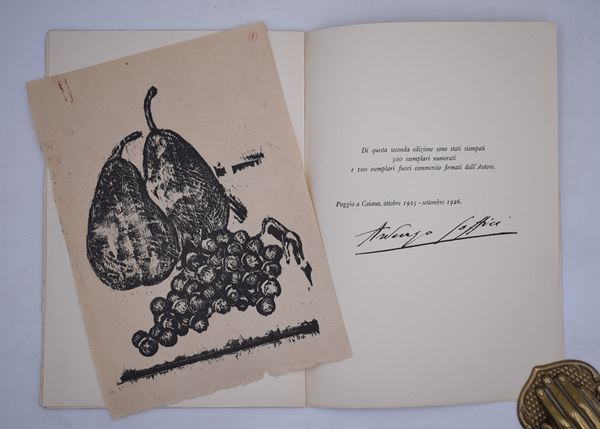 1
Di questa seconda edizione sono stati stampati
500 esemplari numerati
e 100 esemplari fuori commercio firmati dall'Autore.
Poggio a Caiano, ottobre 1925 - settembre 1926.
Ardengo Soffici